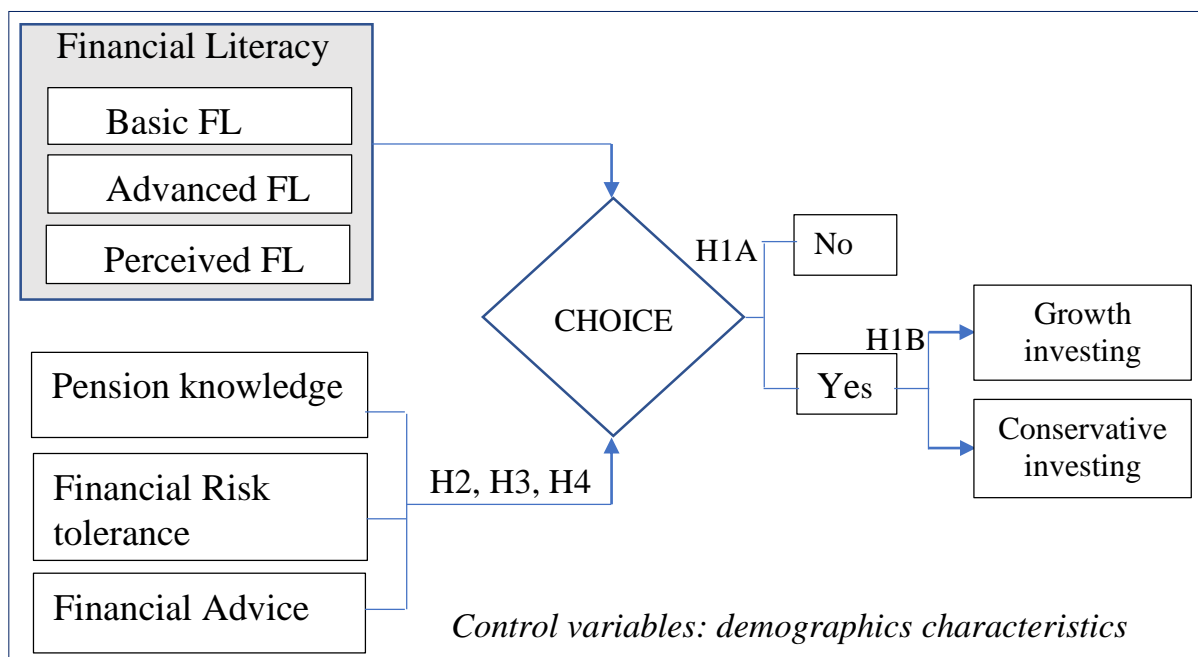 Financial Literacy
Basic FL
Advanced FL
Perceived FL
Pension knowledge
Financial Risk
tolerance
Financial Advice
H2, H3, H4
CHOICE
H1A
No
Yes
H1B
Growth
investing
Conservative
investing
Control variables: demographics characteristics